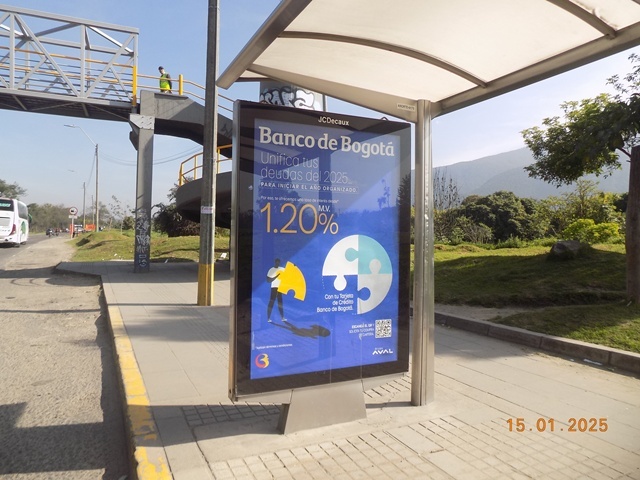 JCDecaux
Banco de Bogotá
Unifica tus
deudas del 2025
PARA INICIAR EL AÑO ORGANIZADO.
1.20%
M.V.
Con tu Tarjeta
de Crédito
Banco de Bogotá.
AVAL
15.01.2025